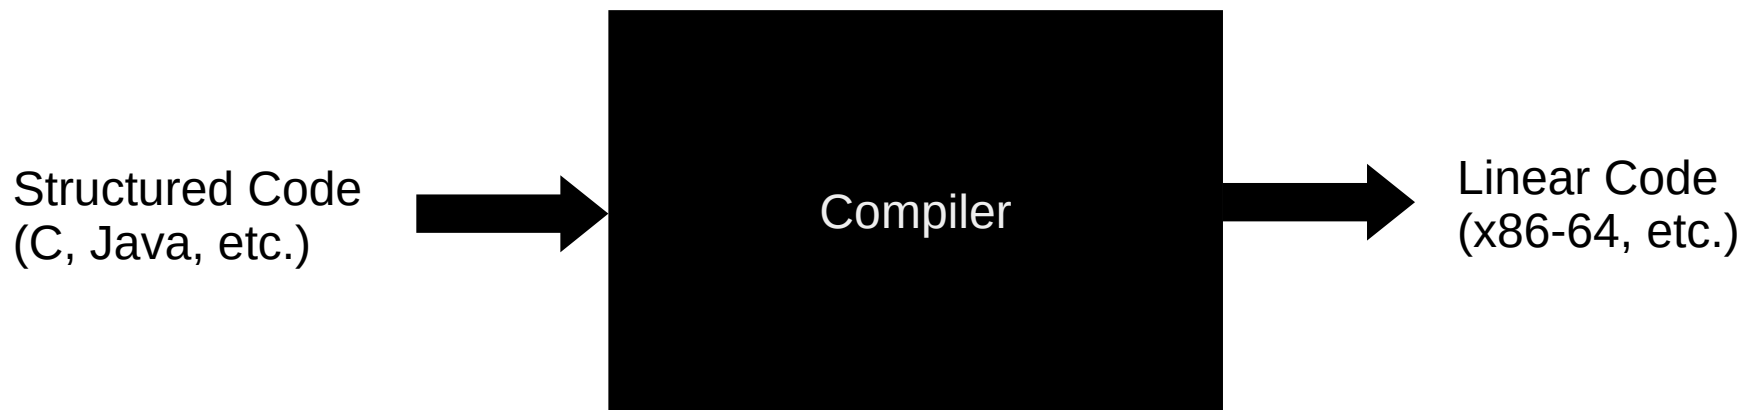 Structured Code
(C, Java, etc.)
Compiler
Linear Code
(x86-64, etc.)